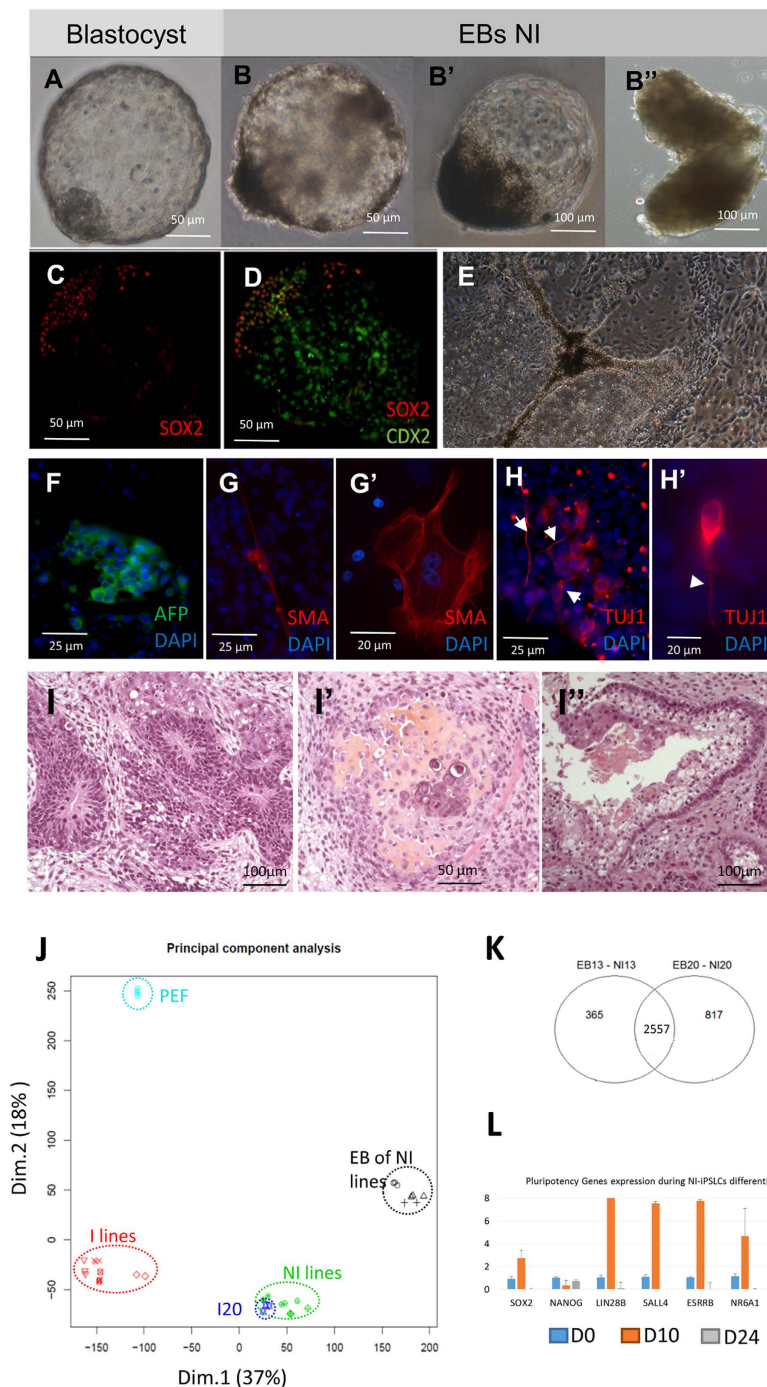 Blastocyst EBs NI
A B B' B''
50 µm 50 µm 100 µm 100 µm
C D E
SOX2 SOX2
CDX2
50 µm 50 µm 50 µm
F G G' H H'
AFP SMA SMA TUJ1 TUJ1
DAPI DAPI DAPI DAPI DAPI
25 µm 25 µm 20 µm 25 µm 20 µm
I I' I''
100µm 50 µm 100µm
J
Principal component analysis
PEF
EB of NI
lines
I lines
NI lines
I20
250
200
150
100
50
0
−50
−150 −100 −50 0 50 100 150 200
Dim.2 (18% )
Dim.1 (37%)
K
EB13 - NI13 EB20 - NI20
365 2557 817
L
Pluripotency Genes expression during NI-iPSLCs differenti
8
6
4
2
0
SOX2 NANOG LIN28B SALL4 ESRRB NR6A1
D0 D10 D24